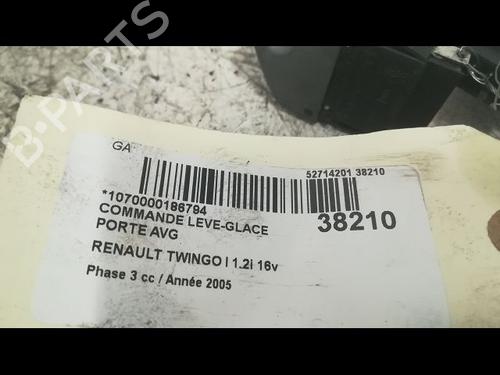 B-PARTS
GA
52714201.38210
*1070000186794
38210
COMMANDE LEVE-GLACE
PORTE AVG
RENAULT TWINGO I 1.2i 16v
Phase 3 cc / Année 2005